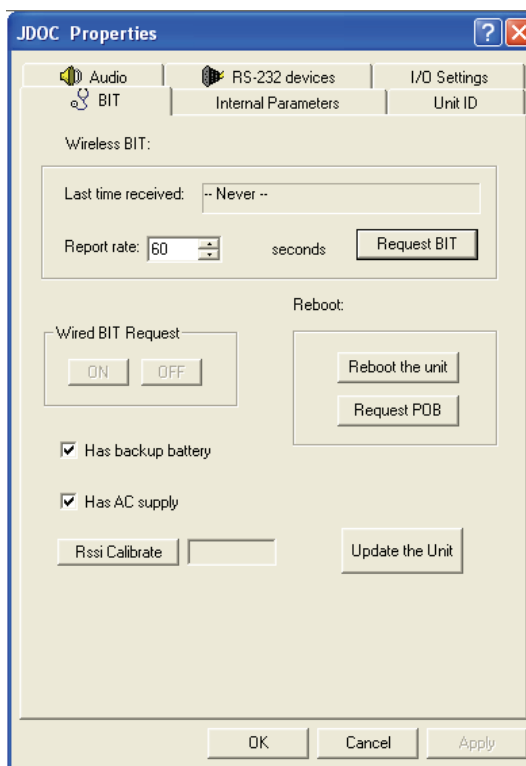 JDOC Properties
Audio
RS-232 devices
I/O Settings
BIT
Internal Parameters
Unit ID
Wireless BIT:
Last time received: -- Never --
Report rate: 60 seconds Request BIT
Reboot:
Wired BIT Request
ON OFF
Reboot the unit
Request POB
Has backup battery
Has AC supply
Rssi Calibrate
Update the Unit
OK Cancel Apply